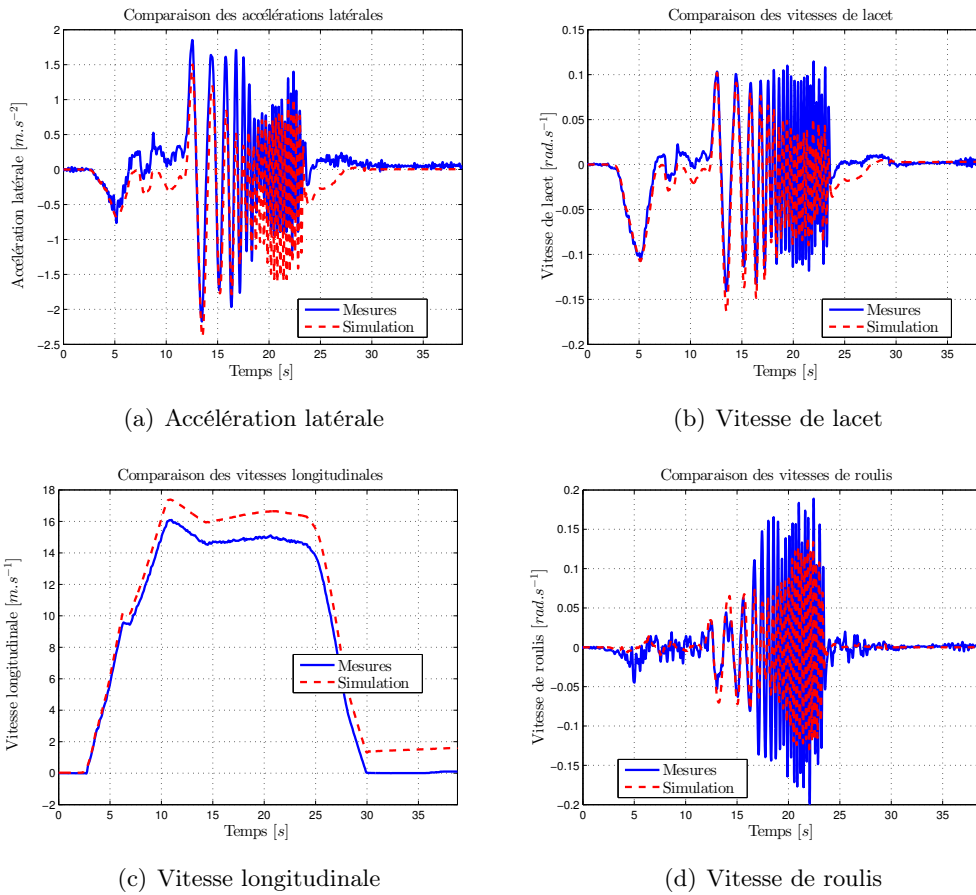 Comparaison des accélérations latérales
Accélération latérale [m.s⁻²]
2
1.5
1
0.5
0
−0.5
−1
−1.5
−2
−2.5
0 5 10 15 20 25 30 35
Temps [s]
Mesures
Simulation
(a) Accélération latérale
Comparaison des vitesses de lacet
Vitesse de lacet [rad.s⁻¹]
0.15
0.1
0.05
0
−0.05
−0.1
−0.15
−0.2
0 5 10 15 20 25 30 35
Temps [s]
Mesures
Simulation
(b) Vitesse de lacet
Comparaison des vitesses longitudinales
Vitesse longitudinale [m.s⁻¹]
18
16
14
12
10
8
6
4
2
0
−2
0 5 10 15 20 25 30 35
Temps [s]
Mesures
Simulation
(c) Vitesse longitudinale
Comparaison des vitesses de roulis
Vitesse de roulis [rad.s⁻¹]
0.2
0.15
0.1
0.05
0
−0.05
−0.1
−0.15
−0.2
0 5 10 15 20 25 30 35
Temps [s]
Mesures
Simulation
(d) Vitesse de roulis